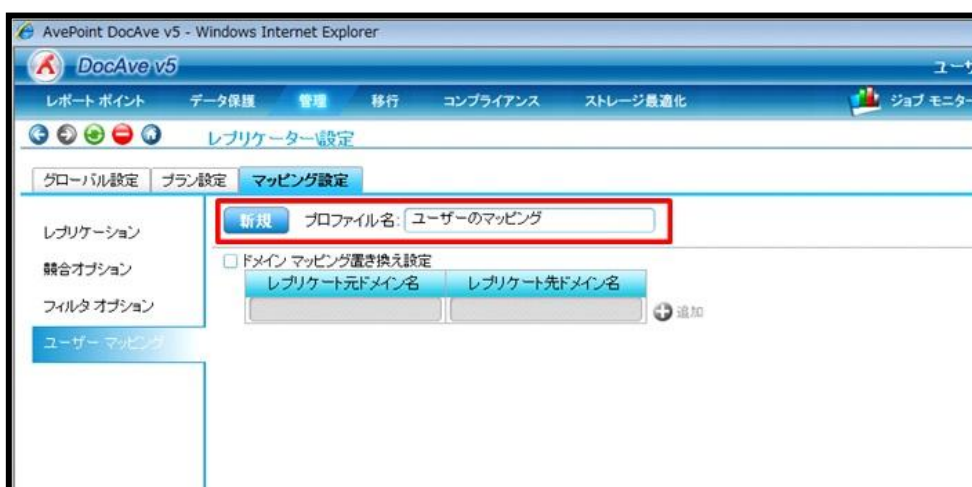 AvePoint DocAve v5 - Windows Internet Explorer
DocAve v5
ユーザ
レポート ポイント データ保護 管理 移行 コンプライアンス ストレージ最適化 ジョブ モニター
レプリケーター\設定
グローバル設定 プラン設定 マッピング設定
新規 プロファイル名: ユーザーのマッピング
レプリケーション
競合オプション
フィルタ オプション
ユーザー マッピング
ドメイン マッピング置き換え設定
レプリケート元ドメイン名 レプリケート先ドメイン名
追加